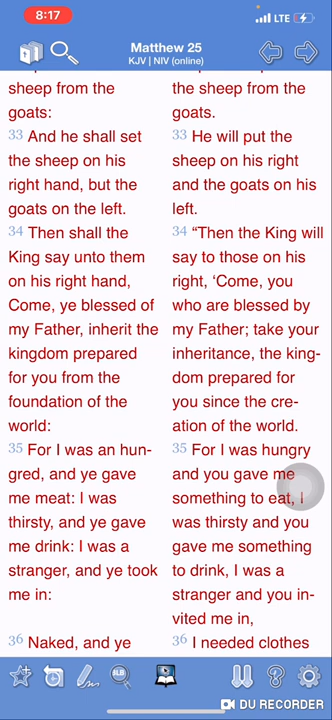 8:17
LTE
Matthew 25
KJV | NIV (online)
sheep from the
goats:
33 And he shall set
the sheep on his
right hand, but the
goats on the left.
34 Then shall the
King say unto them
on his right hand,
Come, ye blessed of
my Father, inherit the
kingdom prepared
for you from the
foundation of the
world:
35 For I was an hun-
gred, and ye gave
me meat: I was
thirsty, and ye gave
me drink: I was a
stranger, and ye took
me in:
36 Naked, and ye
the sheep from the
goats.
33 He will put the
sheep on his right
and the goats on his
left.
34 “Then the King will
say to those on his
right, ‘Come, you
who are blessed by
my Father; take your
inheritance, the king-
dom prepared for
you since the cre-
ation of the world.
35 For I was hungry
and you gave me
something to eat, I
was thirsty and you
gave me something
to drink, I was a
stranger and you in-
vited me in,
36 I needed clothes
BLB
DU RECORDER